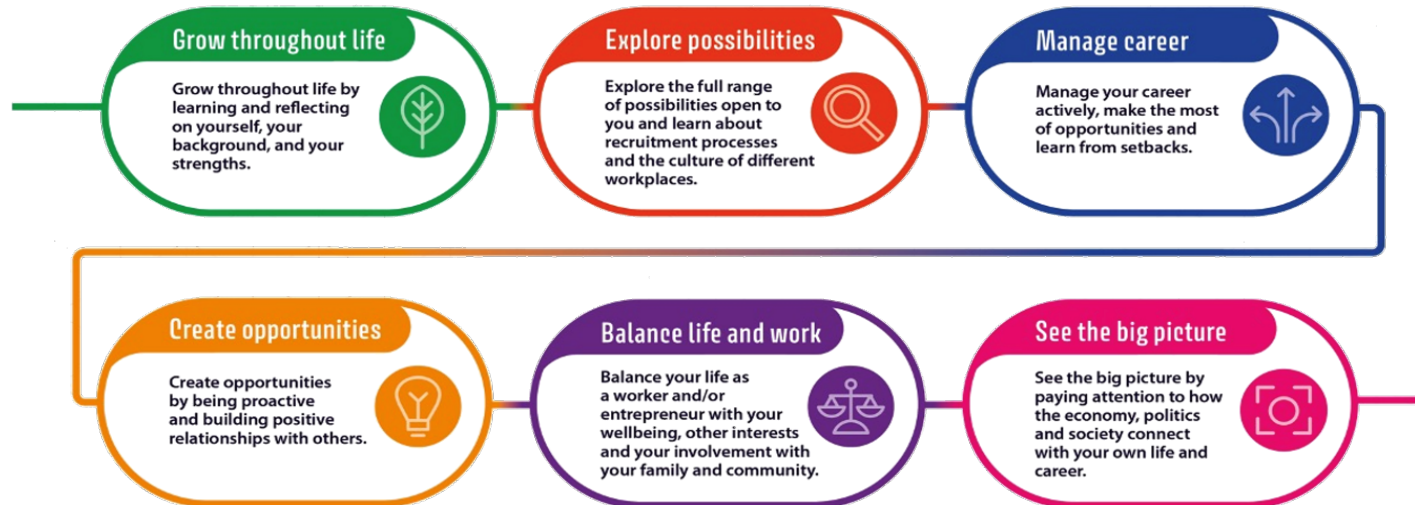 Grow throughout life
Grow throughout life by
learning and reflecting
on yourself, your
background, and your
strengths.
Explore possibilities
Explore the full range
of possibilities open to
you and learn about
recruitment processes
and the culture of different
workplaces.
Manage career
Manage your career
actively, make the most
of opportunities and
learn from setbacks.
Create opportunities
Create opportunities
by being proactive
and building positive
relationships with others.
Balance life and work
Balance your life as
a worker and/or
entrepreneur with your
wellbeing, other interests
and your involvement with
your family and community.
See the big picture
See the big picture by
paying attention to how
the economy, politics
and society connect
with your own life and
career.